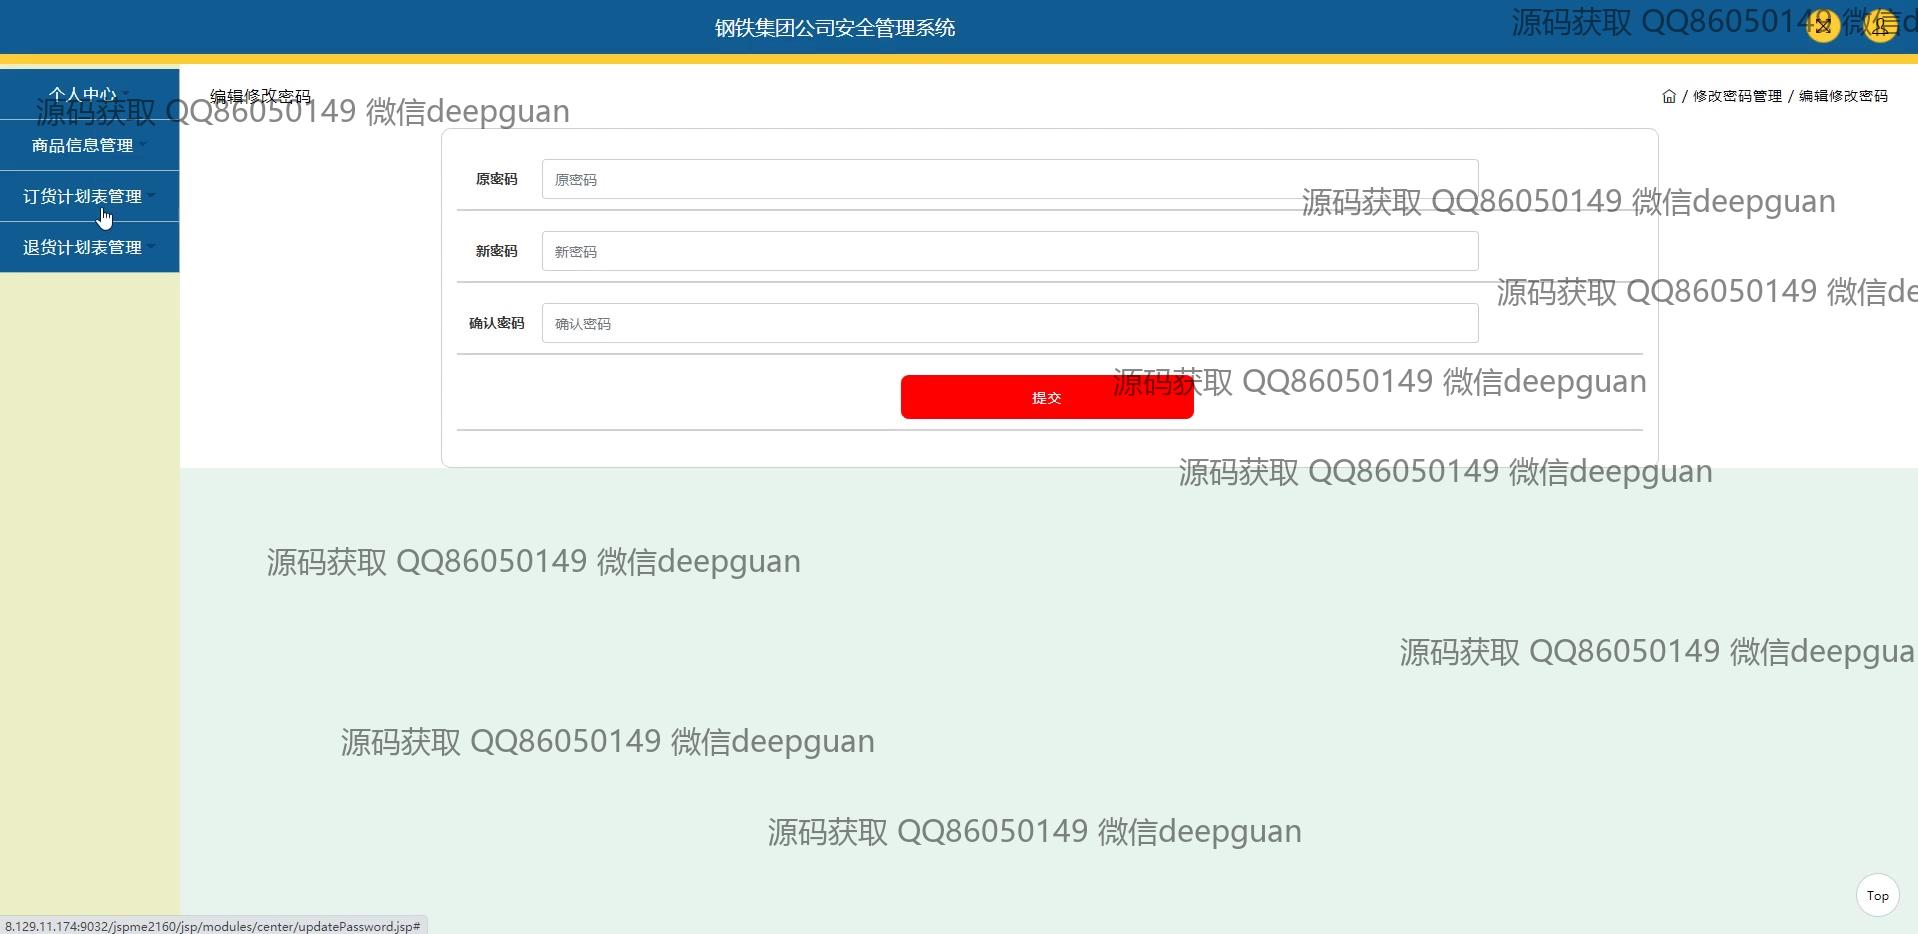 钢铁集团公司安全管理系统
源码获取 QQ86050149 微信d
个人中心
编辑修改密码
/ 修改密码管理 / 编辑修改密码
源码获取 QQ86050149 微信deepguan
商品信息管理
原密码 原密码
订货计划表管理
源码获取 QQ86050149 微信deepguan
退货计划表管理
新密码 新密码
源码获取 QQ86050149 微信de
确认密码 确认密码
源码获取 QQ86050149 微信deepguan
提交
源码获取 QQ86050149 微信deepguan
源码获取 QQ86050149 微信deepguan
源码获取 QQ86050149 微信deepgua
源码获取 QQ86050149 微信deepguan
源码获取 QQ86050149 微信deepguan
Top
8.129.11.174:9032/jspme2160/jsp/modules/center/updatePassword.jsp#